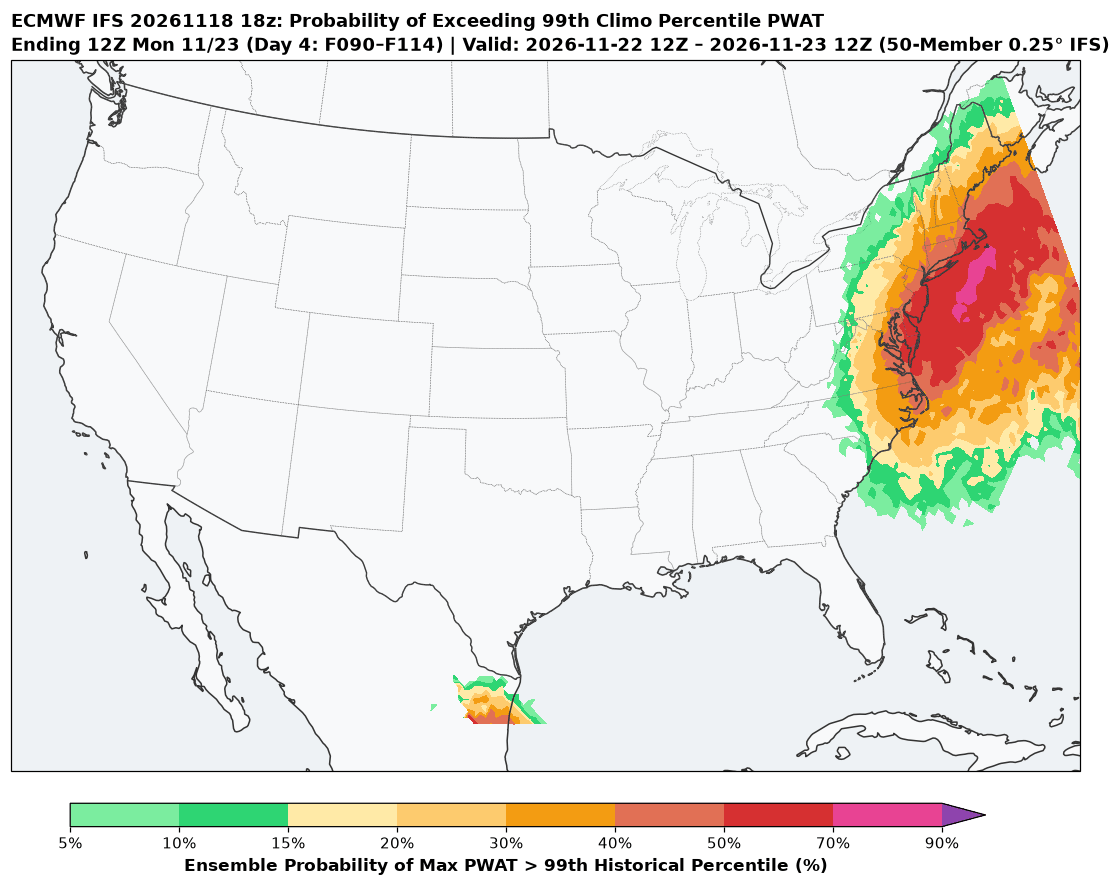 ECMWF IFS 20261118 18z: Probability of Exceeding 99th Climo Percentile PWAT
Ending 12Z Mon 11/23 (Day 4: F090–F114) | Valid: 2026-11-22 12Z – 2026-11-23 12Z (50-Member 0.25° IFS)
5% 10% 15% 20% 30% 40% 50% 70% 90%
Ensemble Probability of Max PWAT > 99th Historical Percentile (%)